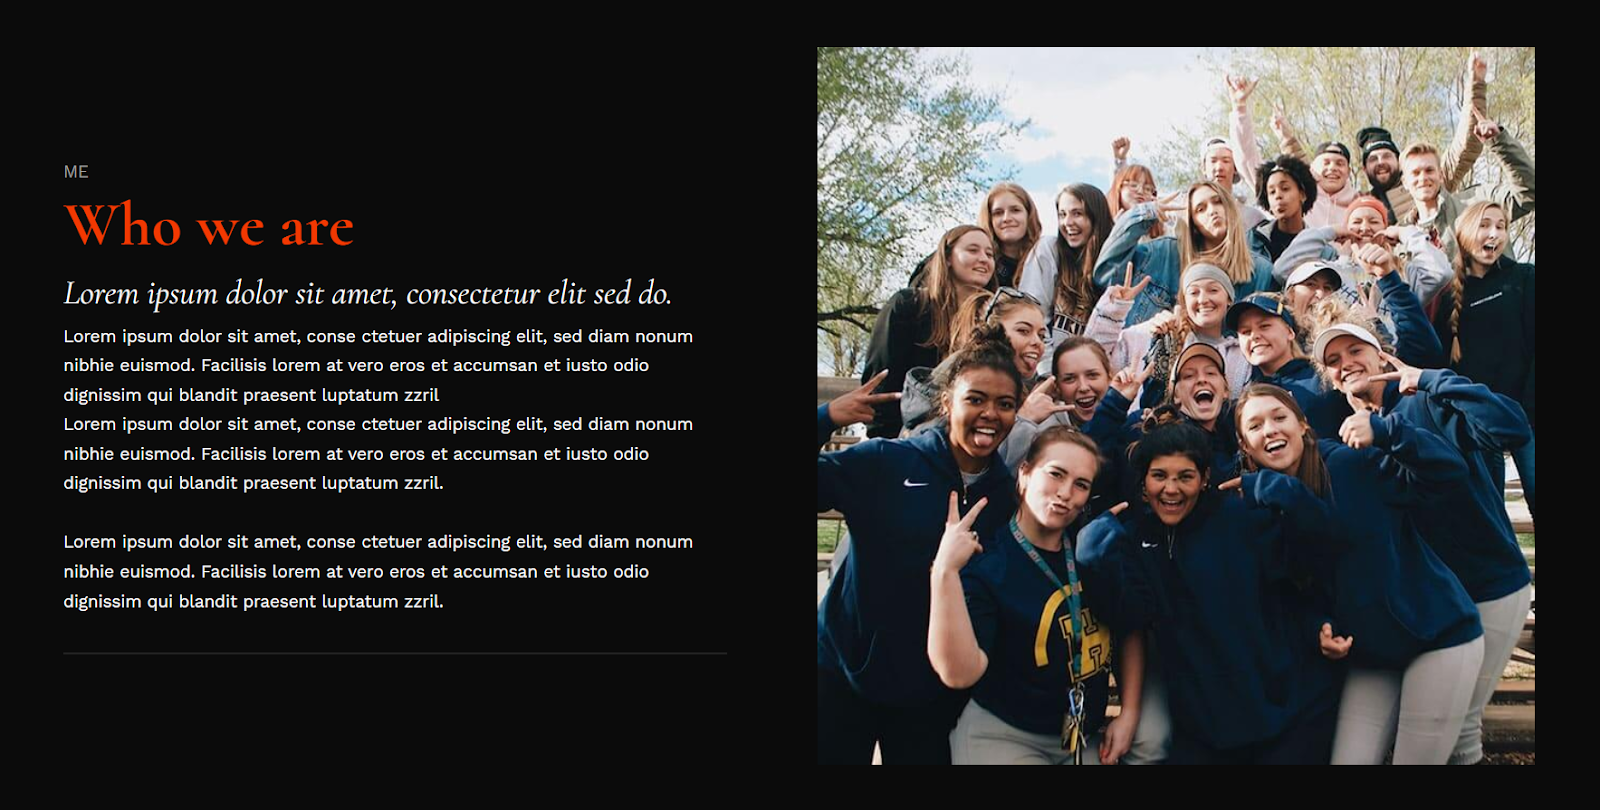 ME
Who we are
Lorem ipsum dolor sit amet, consectetur elit sed do.
Lorem ipsum dolor sit amet, conse ctetuer adipiscing elit, sed diam nonum
nibhie euismod. Facilisis lorem at vero eros et accumsan et iusto odio
dignissim qui blandit praesent luptatum zzril
Lorem ipsum dolor sit amet, conse ctetuer adipiscing elit, sed diam nonum
nibhie euismod. Facilisis lorem at vero eros et accumsan et iusto odio
dignissim qui blandit praesent luptatum zzril.
Lorem ipsum dolor sit amet, conse ctetuer adipiscing elit, sed diam nonum
nibhie euismod. Facilisis lorem at vero eros et accumsan et iusto odio
dignissim qui blandit praesent luptatum zzril.